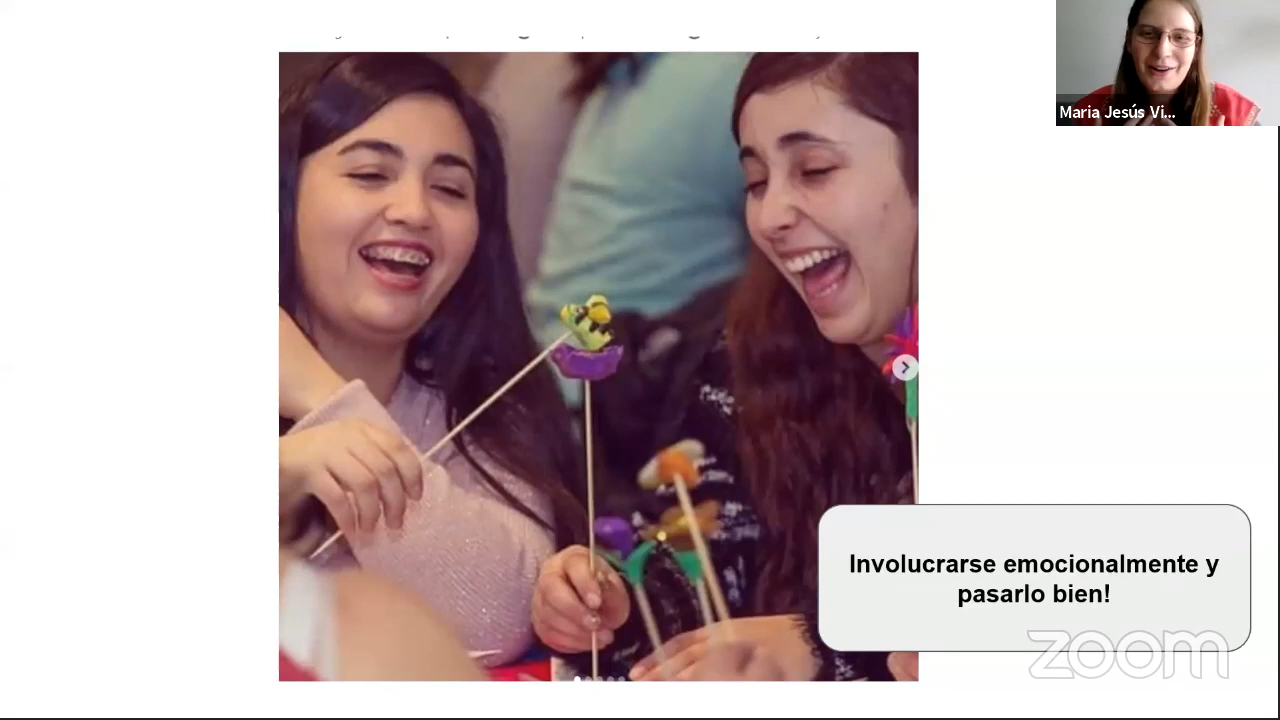 Maria Jesús Vi...
Involucrarse emocionalmente y
pasarlo bien!
zoom